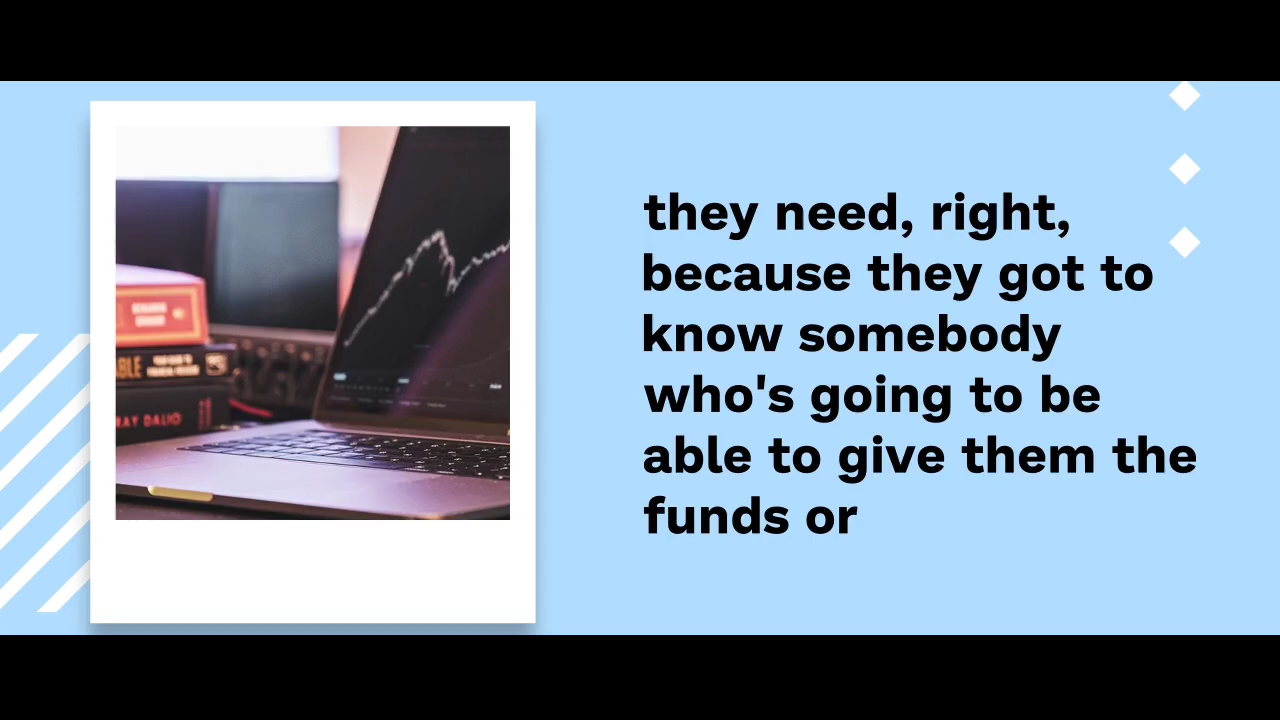 they need, right,
because they got to
know somebody
who's going to be
able to give them the
funds or
ABLE
RAY DALIO